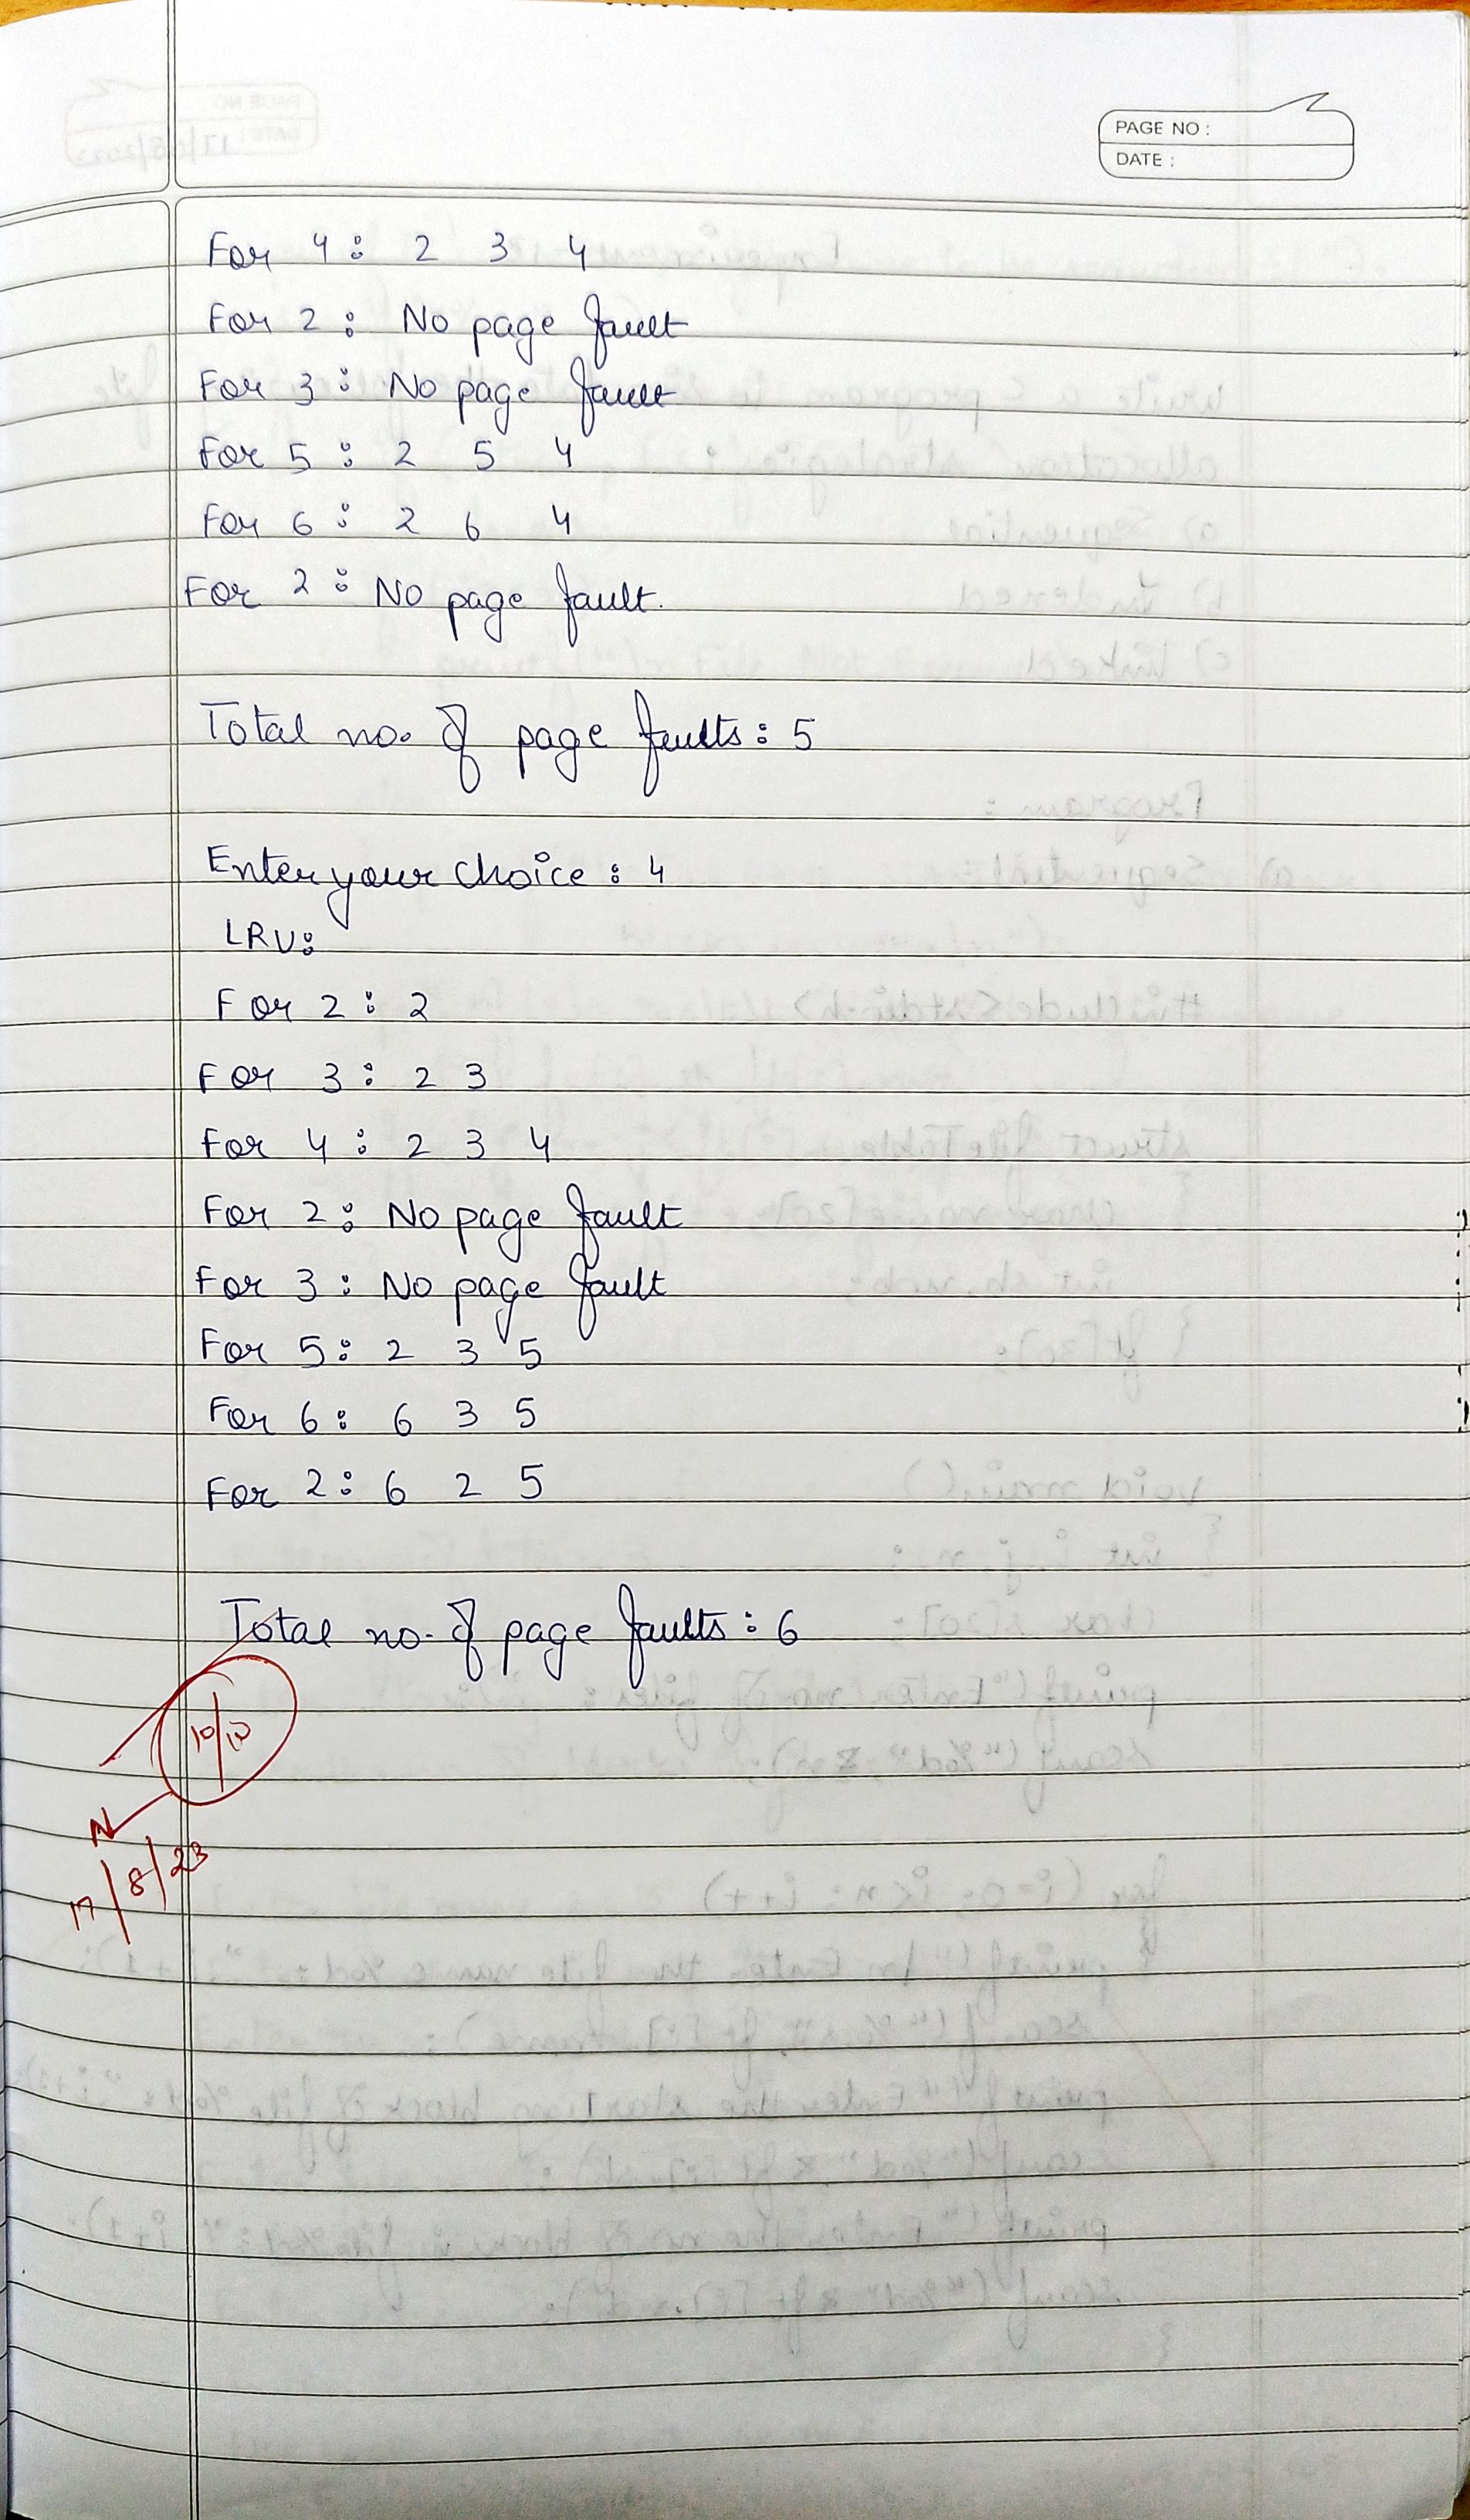 PAGE NO :
DATE :
For 4 : 2 3 4
For 2 : No page fault
For 3 : No page fault
For 5 : 2 5 4
For 6 : 2 6 4
For 2 : No page fault.
Total no. of page faults : 5
Enter your choice : 4
LRU:
For 2 : 2
For 3 : 2 3
For 4 : 2 3 4
For 2 : No page fault
For 3 : No page fault
For 5 : 2 3 5
For 6 : 6 3 5
For 2 : 6 2 5
Total no. of page faults : 6
10/10
N
17/8/23